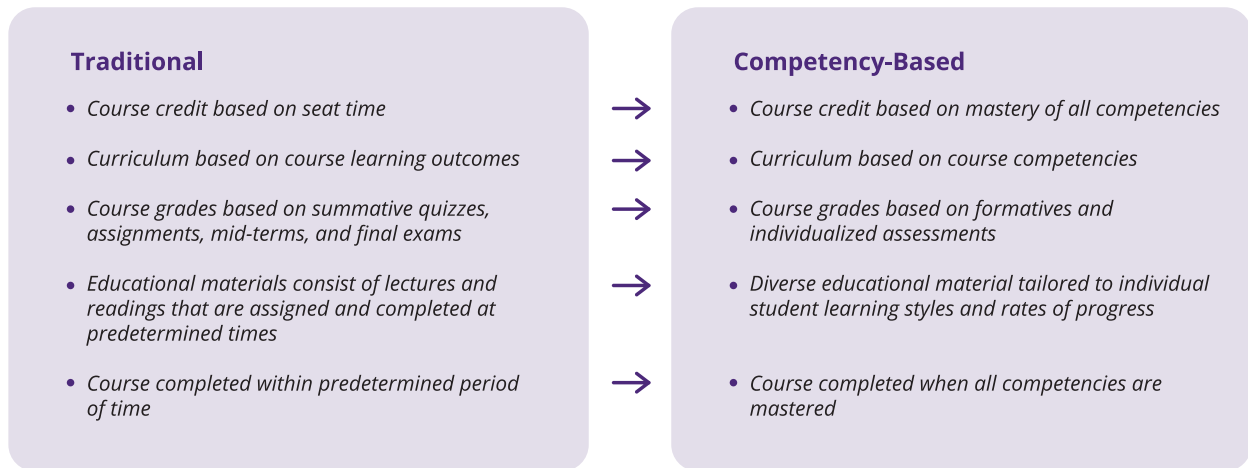 Traditional
• Course credit based on seat time
• Curriculum based on course learning outcomes
• Course grades based on summative quizzes,
assignments, mid-terms, and final exams
• Educational materials consist of lectures and
readings that are assigned and completed at
predetermined times
• Course completed within predetermined period
of time
Competency-Based
• Course credit based on mastery of all competencies
• Curriculum based on course competencies
• Course grades based on formatives and
individualized assessments
• Diverse educational material tailored to individual
student learning styles and rates of progress
• Course completed when all competencies are
mastered